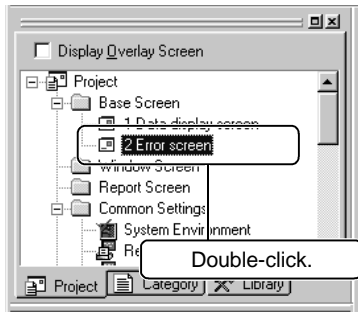 Display Overlay Screen
Project
Base Screen
1 Data display screen
2 Error screen
Window Screen
Report Screen
Common Settings
System Environment
Re
Double-click.
Project Category Library